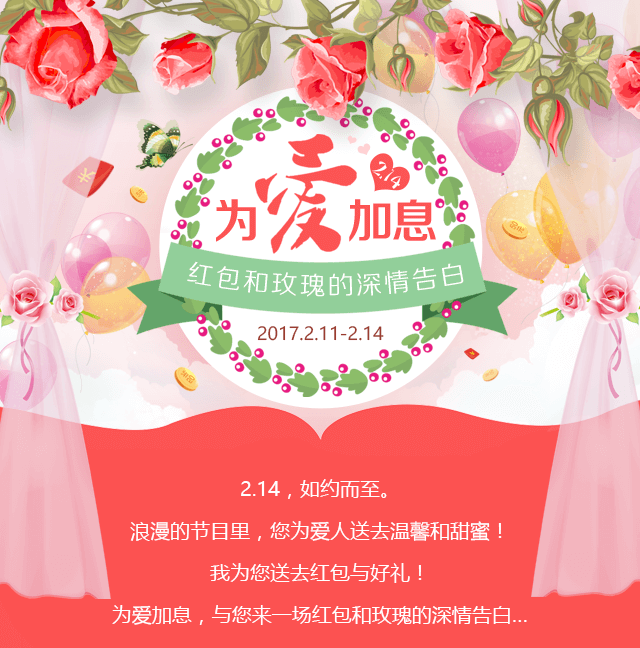 2.14
为爱加息
红包和玫瑰的深情告白
2017.2.11-2.14
2.14，如约而至。
浪漫的节目里，您为爱人送去温馨和甜蜜！
我为您送去红包与好礼！
为爱加息，与您来一场红包和玫瑰的深情告白...